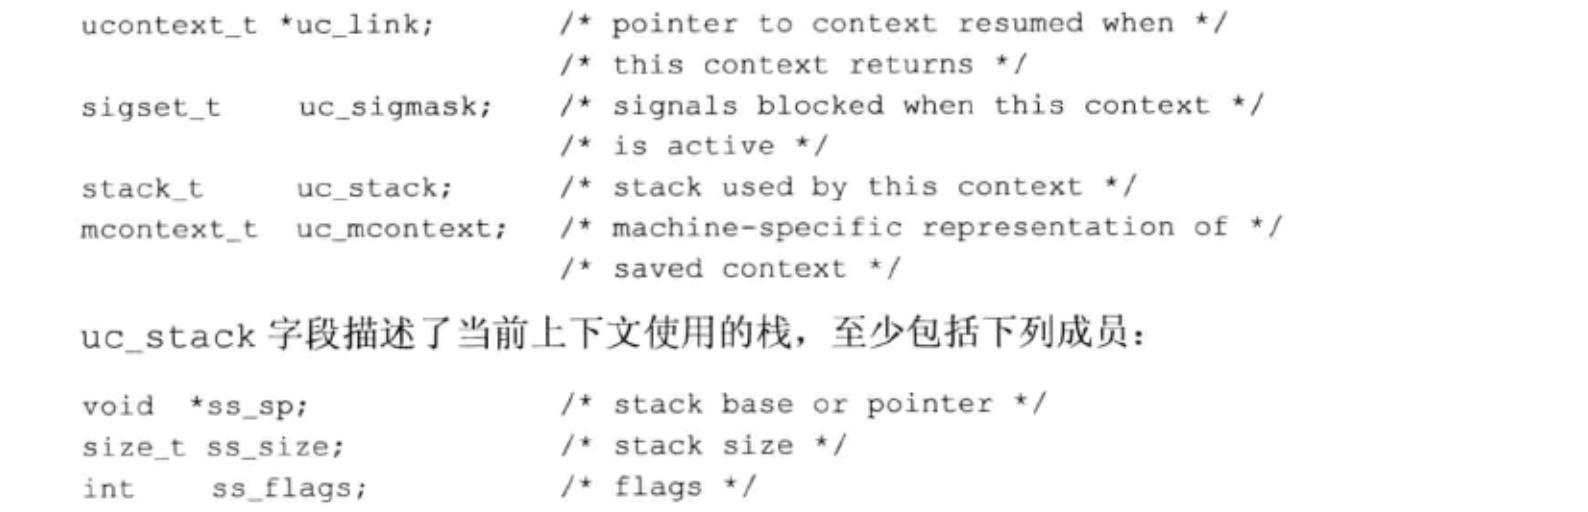 ucontext_t *uc_link; /* pointer to context resumed when */
/* this context returns */
sigset_t uc_sigmask; /* signals blocked when this context */
/* is active */
stack_t uc_stack; /* stack used by this context */
mcontext_t uc_mcontext; /* machine-specific representation of */
/* saved context */
uc_stack 字段描述了当前上下文使用的栈，至少包括下列成员：
void *ss_sp; /* stack base or pointer */
size_t ss_size; /* stack size */
int ss_flags; /* flags */